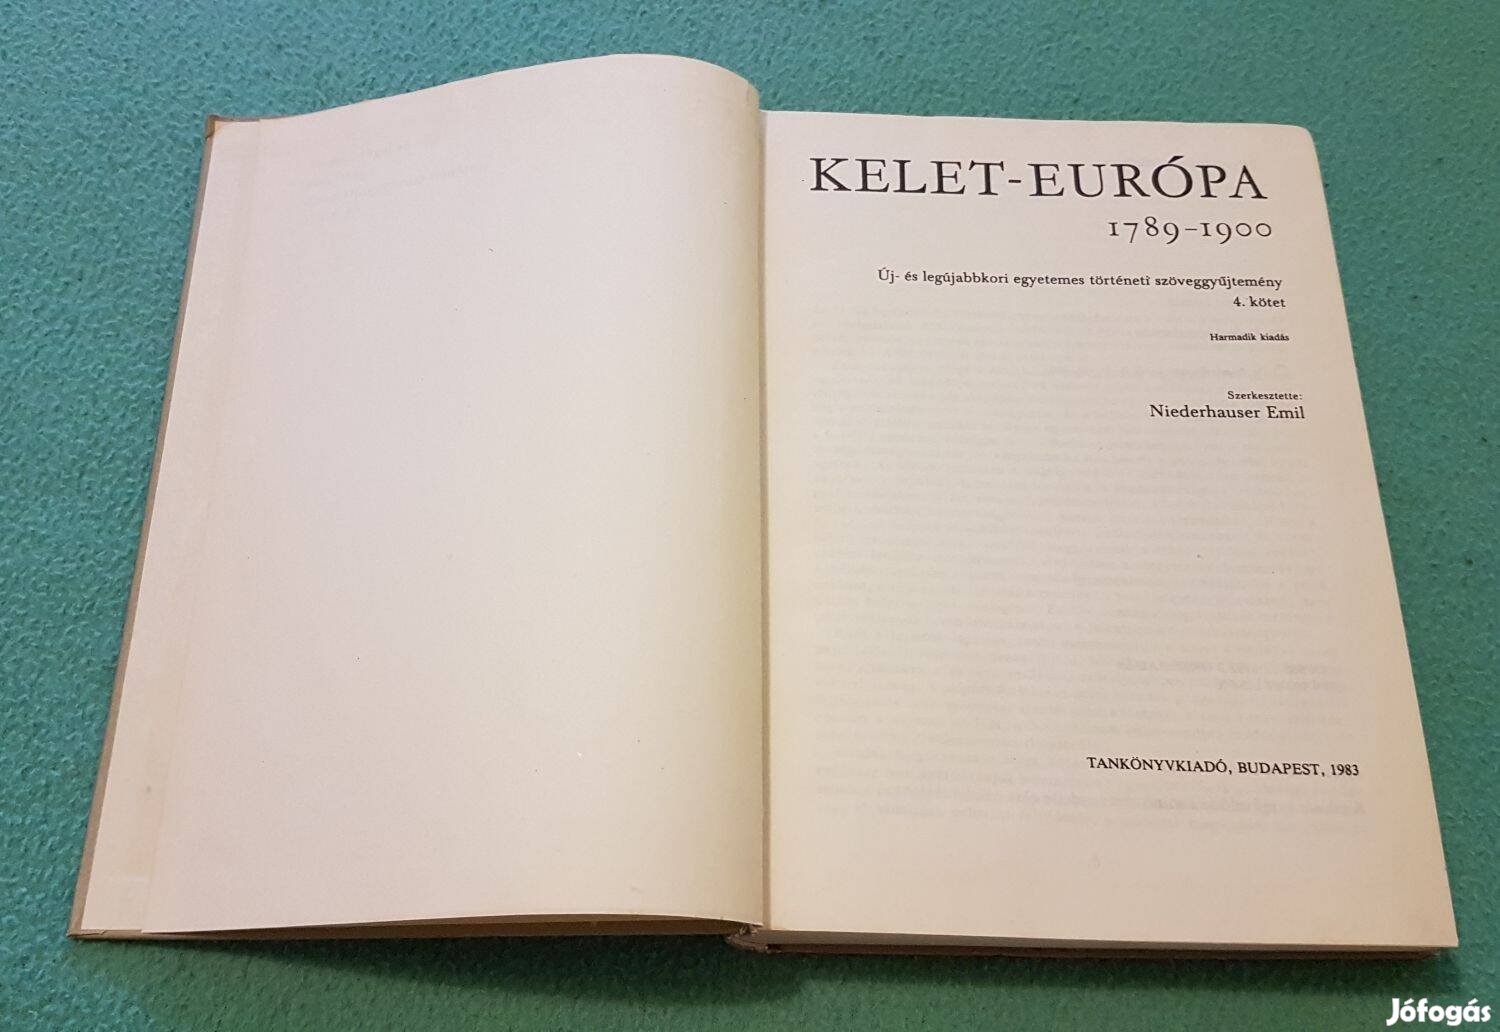 KELET-EURÓPA
1789-1900
Új- és legújabbkori egyetemes történeti szöveggyűjtemény
4. kötet
Harmadik kiadás
Szerkesztette:
Niederhauser Emil
TANKÖNYVKIADÓ, BUDAPEST, 1983
Jófogás